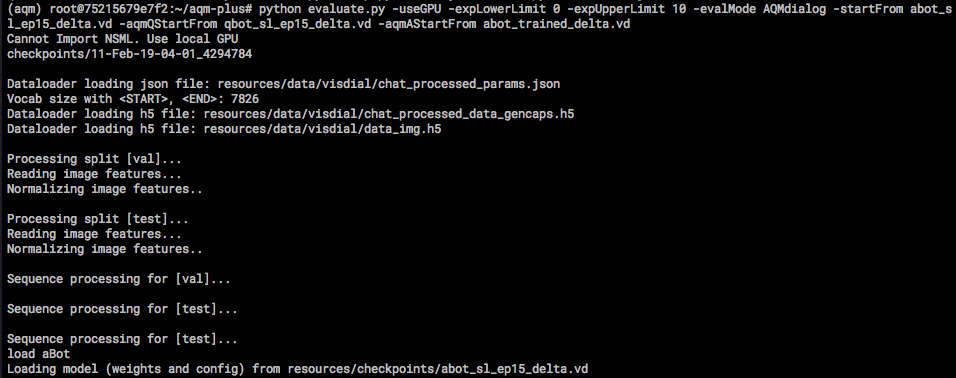 (aqm) root@75215679e7f2:~/aqm-plus# python evaluate.py -useGPU -expLowerLimit 0 -expUpperLimit 10 -evalMode AQMdialog -startFrom abot_s
l_ep15_delta.vd -aqmQStartFrom qbot_sl_ep15_delta.vd -aqmAStartFrom abot_trained_delta.vd
Cannot Import NSML. Use local GPU
checkpoints/11-Feb-19-04-01_4294784
Dataloader loading json file: resources/data/visdial/chat_processed_params.json
Vocab size with <START>, <END>: 7826
Dataloader loading h5 file: resources/data/visdial/chat_processed_data_gencaps.h5
Dataloader loading h5 file: resources/data/visdial/data_img.h5
Processing split [val]...
Reading image features...
Normalizing image features..
Processing split [test]...
Reading image features...
Normalizing image features..
Sequence processing for [val]...
Sequence processing for [test]...
Sequence processing for [test]...
load aBot
Loading model (weights and config) from resources/checkpoints/abot_sl_ep15_delta.vd